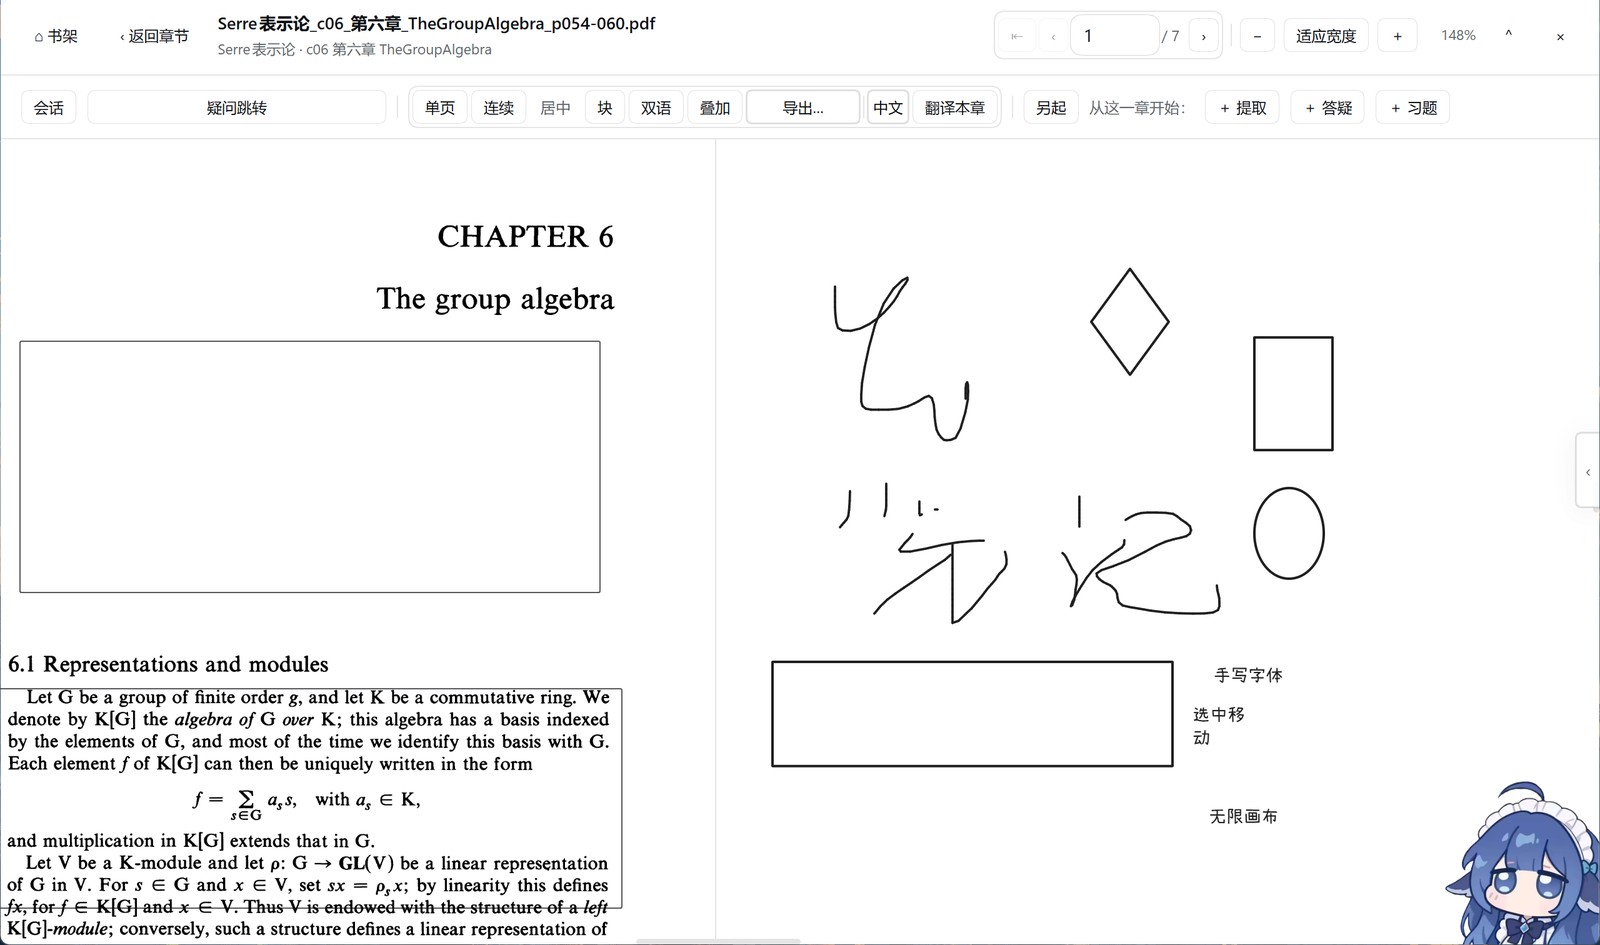 ⌂ 书架
‹ 返回章节
Serre表示论_c06_第六章_TheGroupAlgebra_p054-060.pdf
Serre表示论 · c06 第六章 TheGroupAlgebra
1 / 7
−
适应宽度
+
148%
会话
疑问跳转
单页
连续
居中
块
双语
叠加
导出...
中文
翻译本章
另起
从这一章开始：
+ 提取
+ 答疑
+ 习题
CHAPTER 6
The group algebra
6.1 Representations and modules
Let G be a group of finite order g, and let K be a commutative ring. We
denote by K[G] the algebra of G over K; this algebra has a basis indexed
by the elements of G, and most of the time we identify this basis with G.
Each element f of K[G] can then be uniquely written in the form
f = ∑ a_s s, with a_s ∈ K,
s∈G
and multiplication in K[G] extends that in G.
Let V be a K-module and let ρ: G → GL(V) be a linear representation
of G in V. For s ∈ G and x ∈ V, set sx = ρ_s x; by linearity this defines
fx, for f ∈ K[G] and x ∈ V. Thus V is endowed with the structure of a left
K[G]-module; conversely, such a structure defines a linear representation of
记
手写字体
选中移
动
无限画布